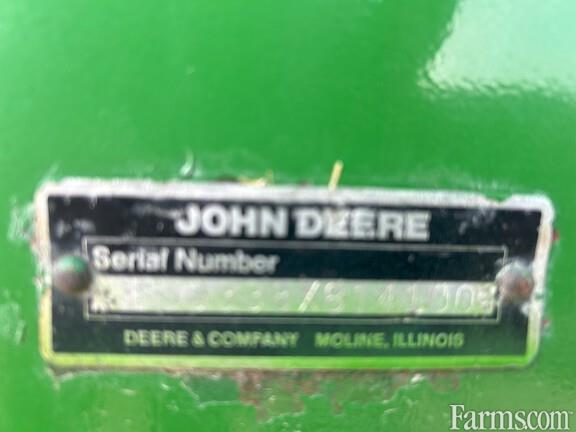 JOHN DEERE
Serial Number
DEERE & COMPANY MOLINE, ILLINOIS
Farms.com